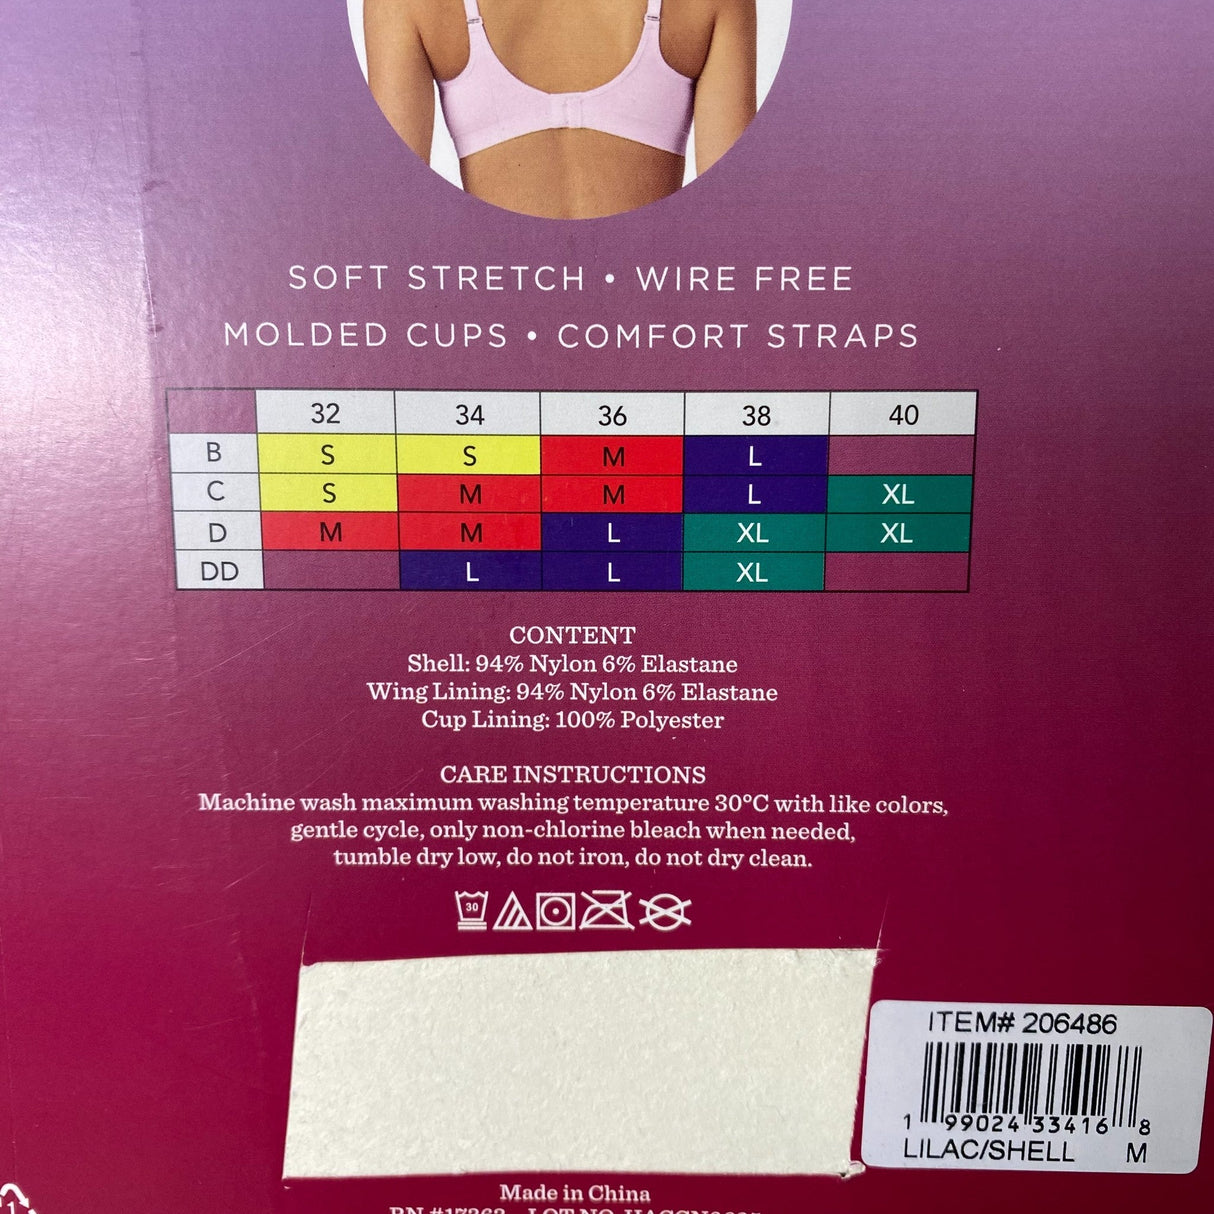 SOFT STRETCH • WIRE FREE
MOLDED CUPS • COMFORT STRAPS
32 34 36 38 40
B S S M L
C S M M L XL
D M M L XL XL
DD L L XL
CONTENT
Shell: 94% Nylon 6% Elastane
Wing Lining: 94% Nylon 6% Elastane
Cup Lining: 100% Polyester
CARE INSTRUCTIONS
Machine wash maximum washing temperature 30°C with like colors,
gentle cycle, only non-chlorine bleach when needed,
tumble dry low, do not iron, do not dry clean.
30
ITEM# 206486
1 99024 33416 8
LILAC/SHELL M
Made in China
1